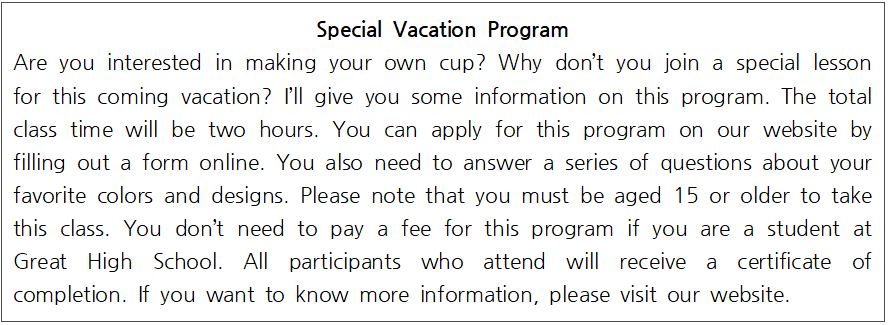 Special Vacation Program
Are you interested in making your own cup? Why don't you join a special lesson
for this coming vacation? I'll give you some information on this program. The total
class time will be two hours. You can apply for this program on our website by
filling out a form online. You also need to answer a series of questions about your
favorite colors and designs. Please note that you must be aged 15 or older to take
this class. You don't need to pay a fee for this program if you are a student at
Great High School. All participants who attend will receive a certificate of
completion. If you want to know more information, please visit our website.